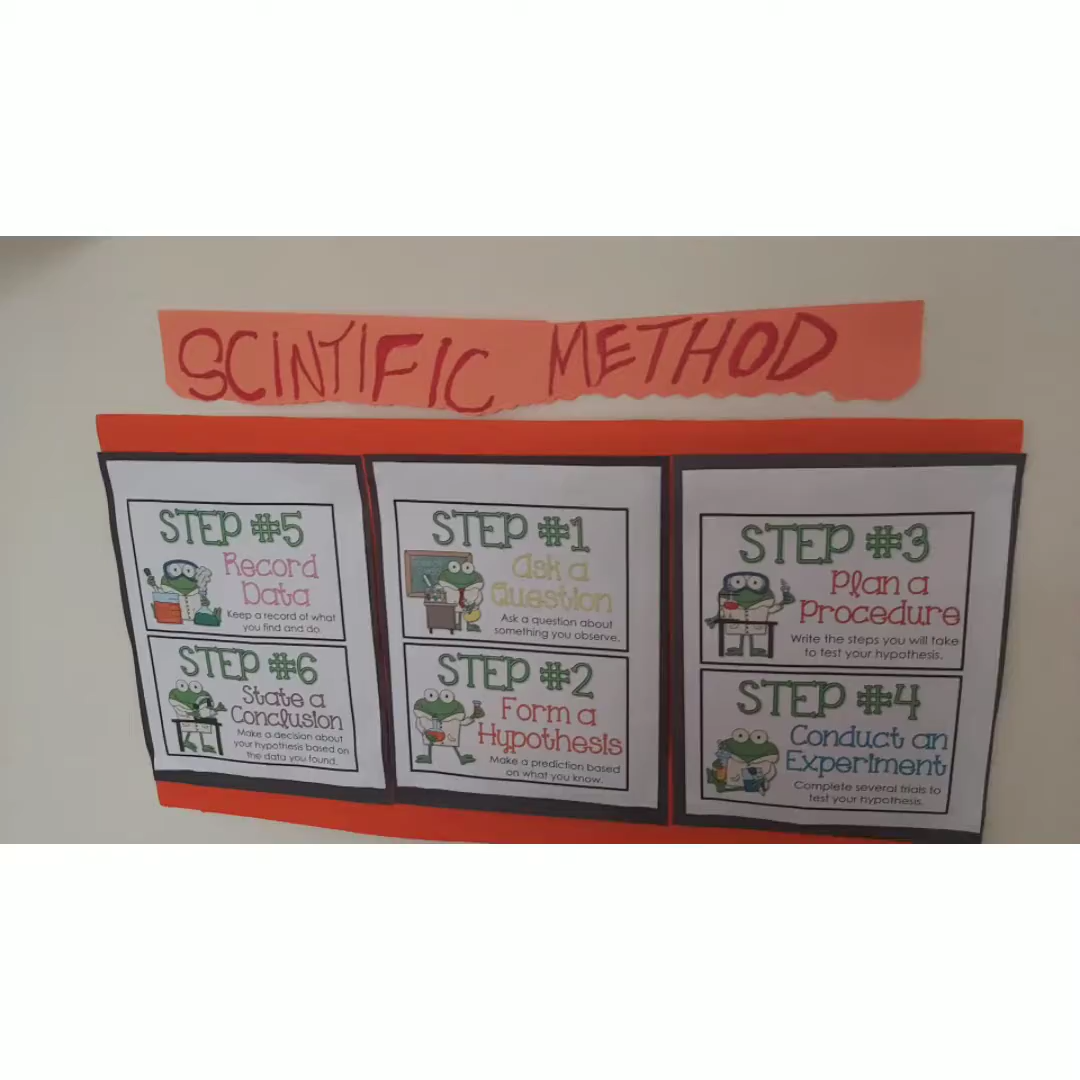 SCINTIFIC METHOD
STEP #5
Record
Data
Keep a record of what
you find and do.
STEP #6
State a
Conclusion
Make a decision about
your hypothesis based on
the data you found.
STEP #1
Ask a
Question
Ask a question about
something you observe.
STEP #2
Form a
Hypothesis
Make a prediction based
on what you know.
STEP #3
Plan a
Procedure
Write the steps you will take
to test your hypothesis.
STEP #4
Conduct an
Experiment
Complete several trials to
test your hypothesis.